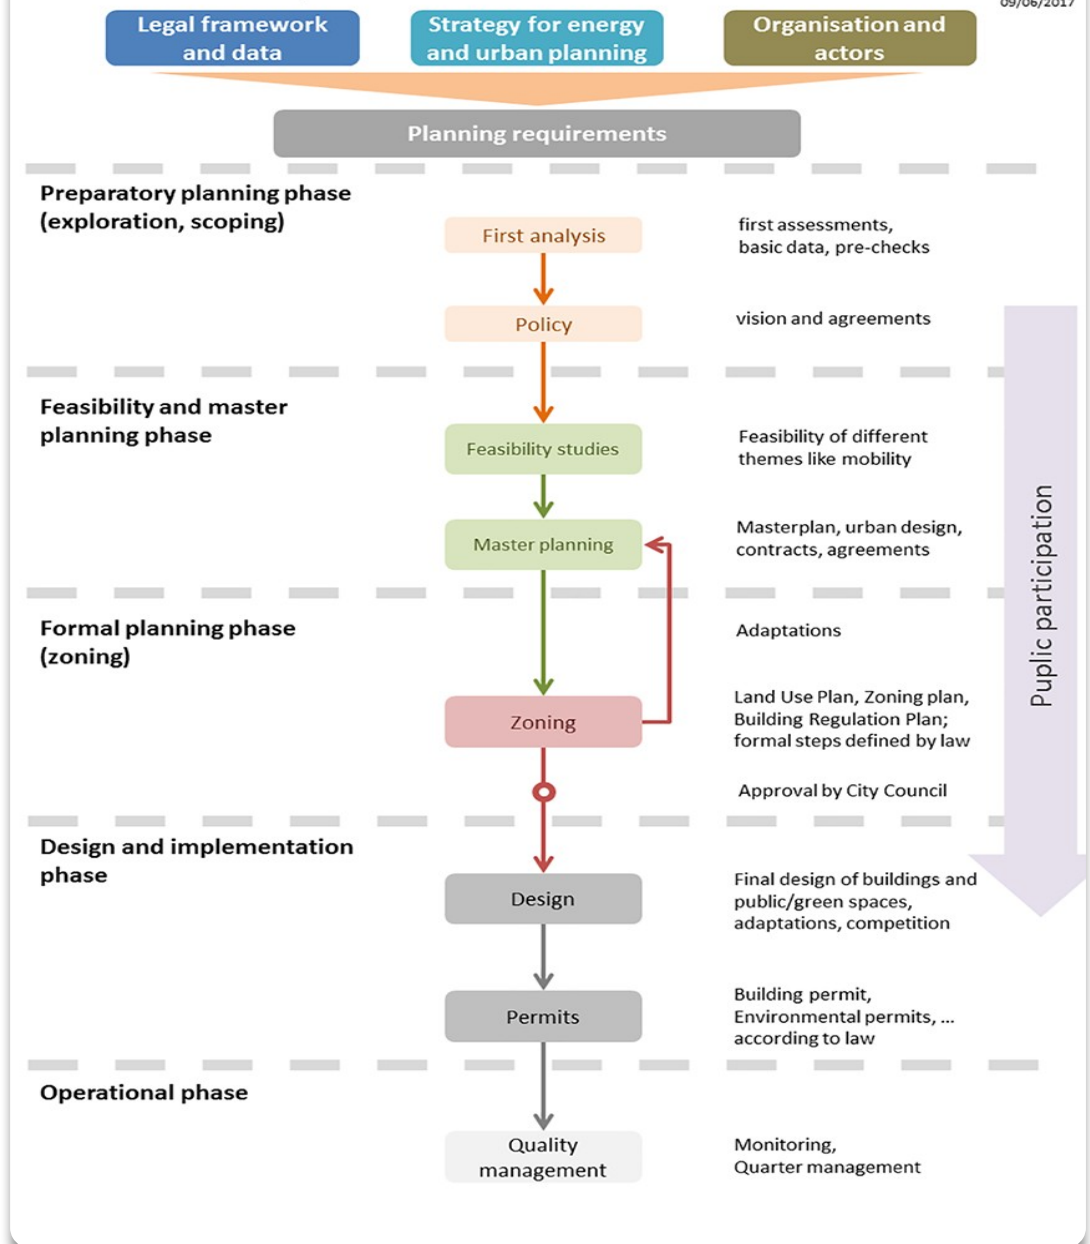 09/06/2017
Legal framework
and data
Strategy for energy
and urban planning
Organisation and
actors
Planning requirements
Preparatory planning phase
(exploration, scoping)
First analysis
first assessments,
basic data, pre-checks
Policy
vision and agreements
Feasibility and master
planning phase
Feasibility studies
Feasibility of different
themes like mobility
Master planning
Masterplan, urban design,
contracts, agreements
Puplic participation
Formal planning phase
(zoning)
Adaptations
Zoning
Land Use Plan, Zoning plan,
Building Regulation Plan;
formal steps defined by law
Approval by City Council
Design and implementation
phase
Design
Final design of buildings and
public/green spaces,
adaptations, competition
Permits
Building permit,
Environmental permits, ...
according to law
Operational phase
Quality
management
Monitoring,
Quarter management